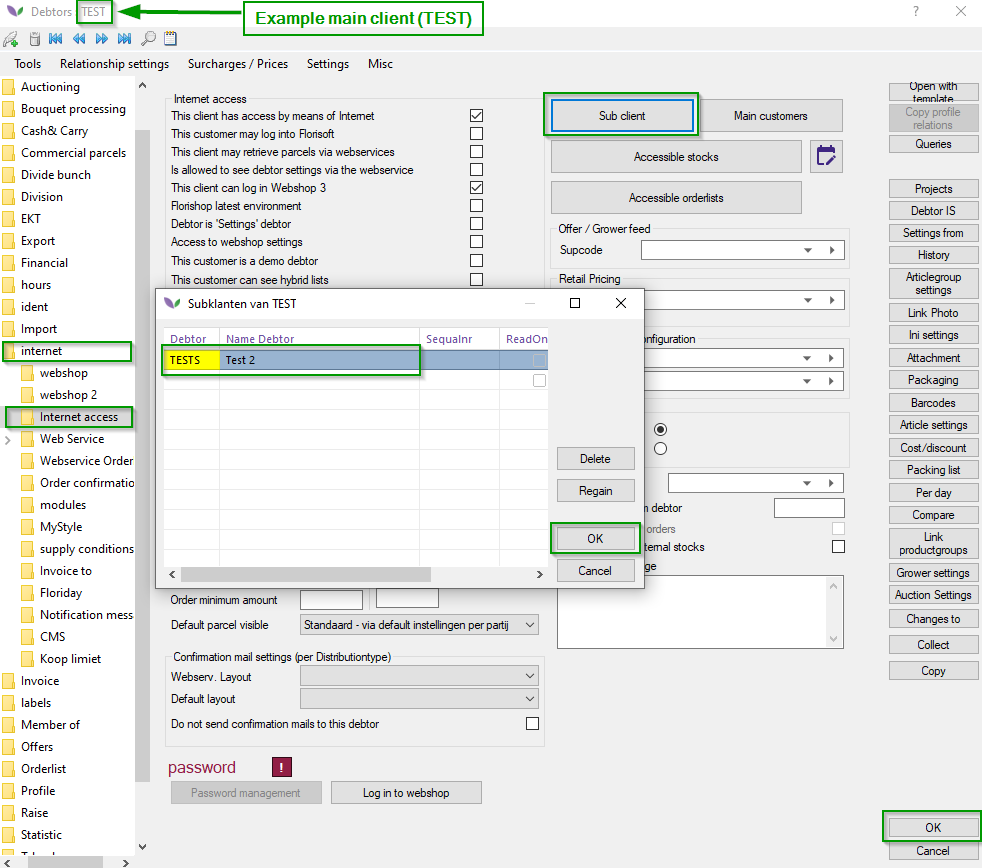 Debtors TEST
Example main client (TEST)
?
Tools Relationship settings Surcharges / Prices Settings Misc
Auctioning
Bouquet processing
Cash& Carry
Commercial parcels
Divide bunch
Division
EKT
Export
Financial
hours
ident
Import
internet
webshop
webshop 2
Internet access
Web Service
Webservice Order
Order confirmatio
modules
MyStyle
supply conditions
Invoice to
Floriday
Notification mess
CMS
Koop limiet
Invoice
labels
Member of
Offers
Orderlist
Profile
Raise
Statistic
Internet access
This client has access by means of Internet
This customer may log into Florisoft
This client may retrieve parcels via webservices
Is allowed to see debtor settings via the webservice
This client can log in Webshop 3
Florishop latest environment
Debtor is 'Settings' debtor
Access to webshop settings
This customer is a demo debtor
This customer can see hybrid lists
Sub client
Main customers
Accessible stocks
Accessible orderlists
Offer / Grower feed
Supcode
Retail Pricing
onfiguration
m debtor
orders
ternal stocks
ge
Subklanten van TEST
Debtor Name Debtor Sequalnr ReadOn
TESTS Test 2
Delete
Regain
OK
Cancel
Order minimum amount
Default parcel visible Standaard - via default instellingen per partij
Confirmation mail settings (per Distributiontype)
Webserv. Layout
Default layout
Do not send confirmation mails to this debtor
password !
Password management
Log in to webshop
Open with
template
Copy profile
relations
Queries
Projects
Debtor IS
Settings from
History
Articlegroup
settings
Link Photo
Ini settings
Attachment
Packaging
Barcodes
Article settings
Cost/discount
Packing list
Per day
Compare
Link
productgroups
Grower settings
Auction Settings
Changes to
Collect
Copy
OK
Cancel